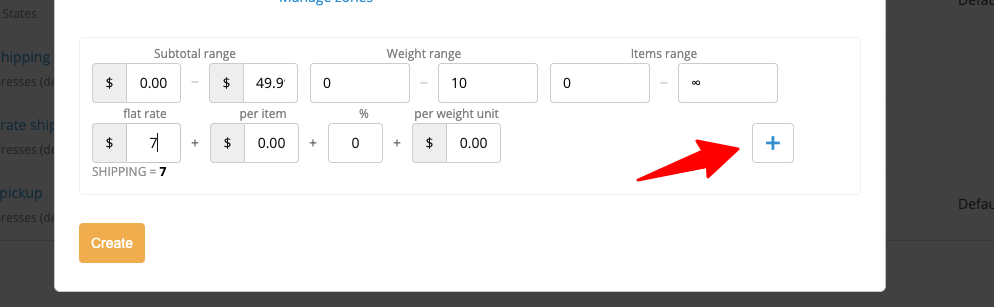 Manage zones
States
Subtotal range Weight range Items range
hipping
$ 0.00 – $ 49.9 0 – 10 0 – ∞
resses (de
flat rate per item % per weight unit
rate ship
$ 7 + $ 0.00 + 0 + $ 0.00 +
resses (de
SHIPPING = 7
pickup
Defau
resses (de
Create